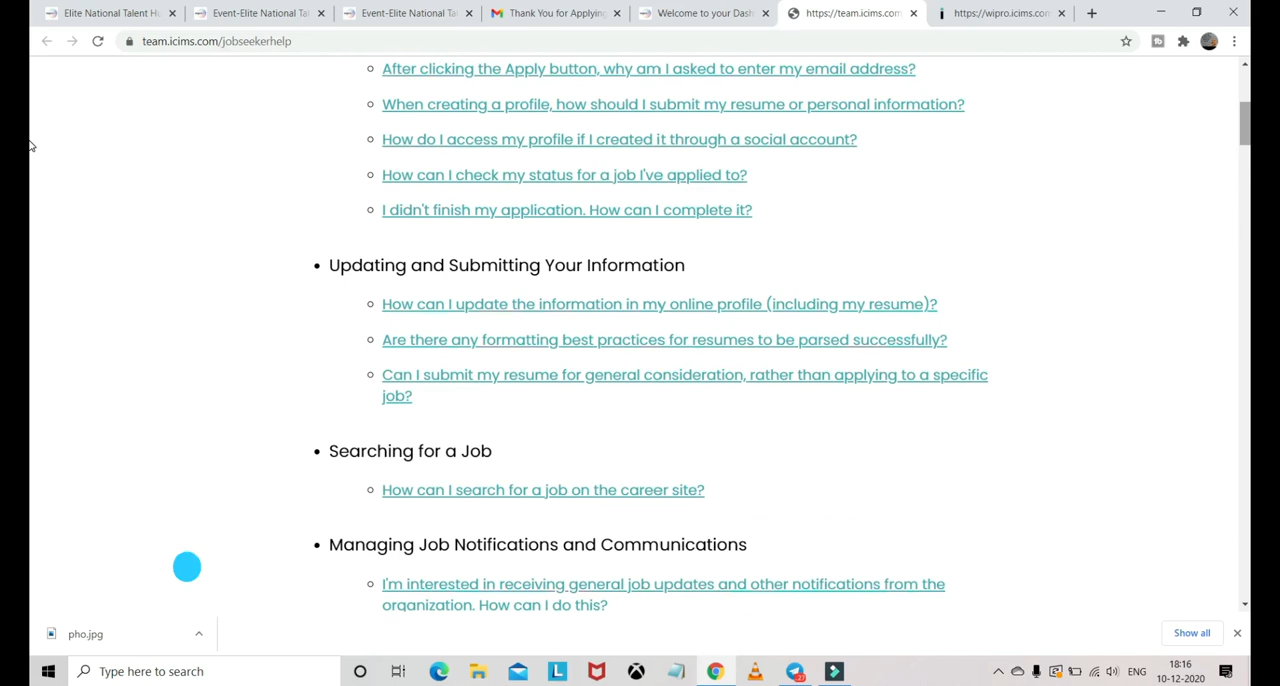 Elite National Talent Hu
Event-Elite National Ta
Event-Elite National Ta
Thank You for Applying
Welcome to your Dash
https://team.icims.com/
https://wipro.icims.com
team.icims.com/jobseekerhelp
After clicking the Apply button, why am I asked to enter my email address?
When creating a profile, how should I submit my resume or personal information?
How do I access my profile if I created it through a social account?
How can I check my status for a job I've applied to?
I didn't finish my application. How can I complete it?
Updating and Submitting Your Information
How can I update the information in my online profile (including my resume)?
Are there any formatting best practices for resumes to be parsed successfully?
Can I submit my resume for general consideration, rather than applying to a specific
job?
Searching for a Job
How can I search for a job on the career site?
Managing Job Notifications and Communications
I'm interested in receiving general job updates and other notifications from the
organization. How can I do this?
pho.jpg
Show all
Type here to search
L
27
ENG
18:16
10-12-2020